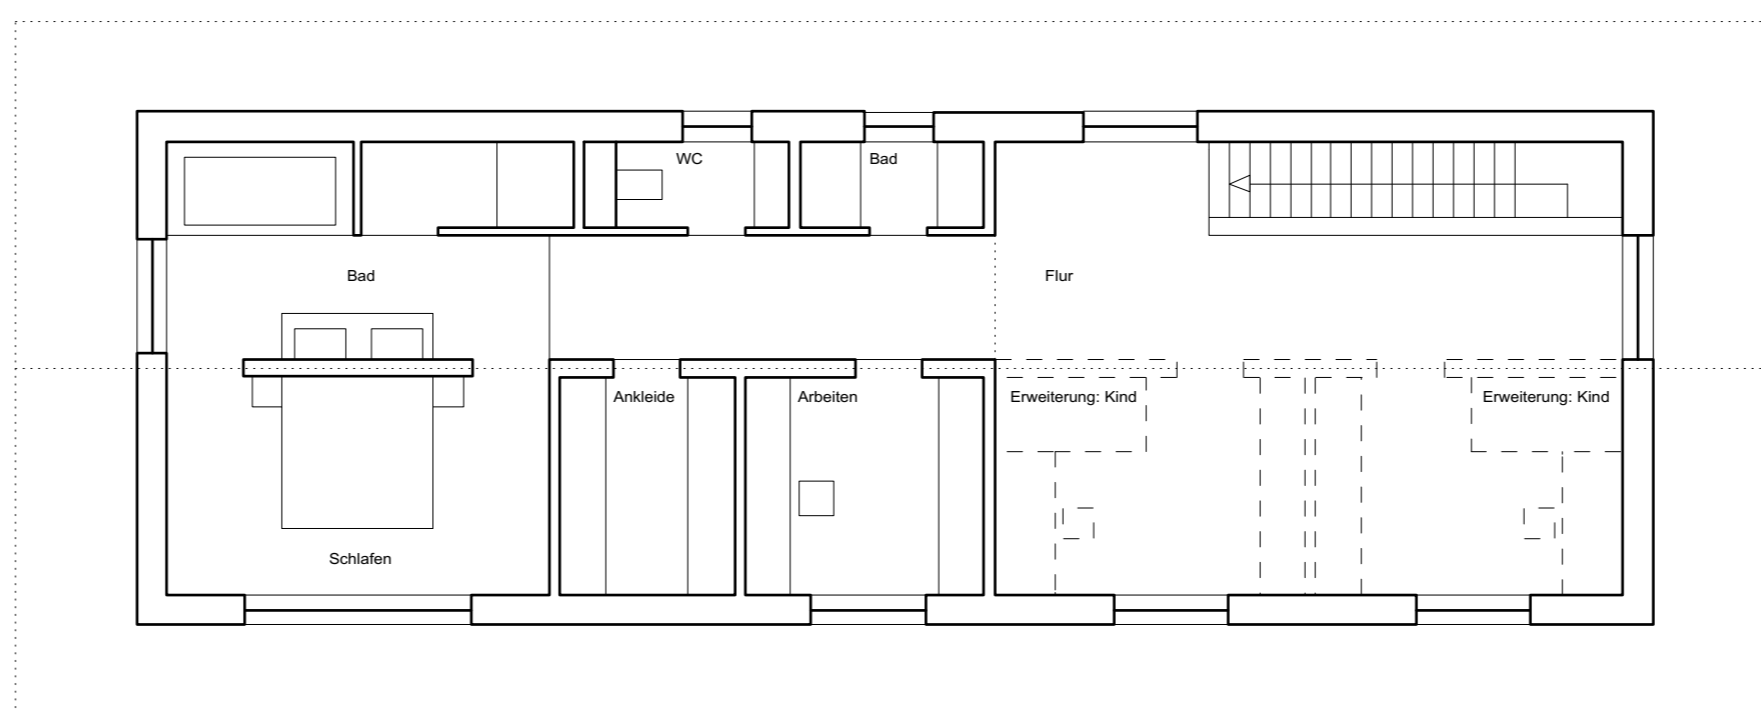 WC
Bad
Bad
Flur
Ankleide
Arbeiten
Erweiterung: Kind
Erweiterung: Kind
Schlafen